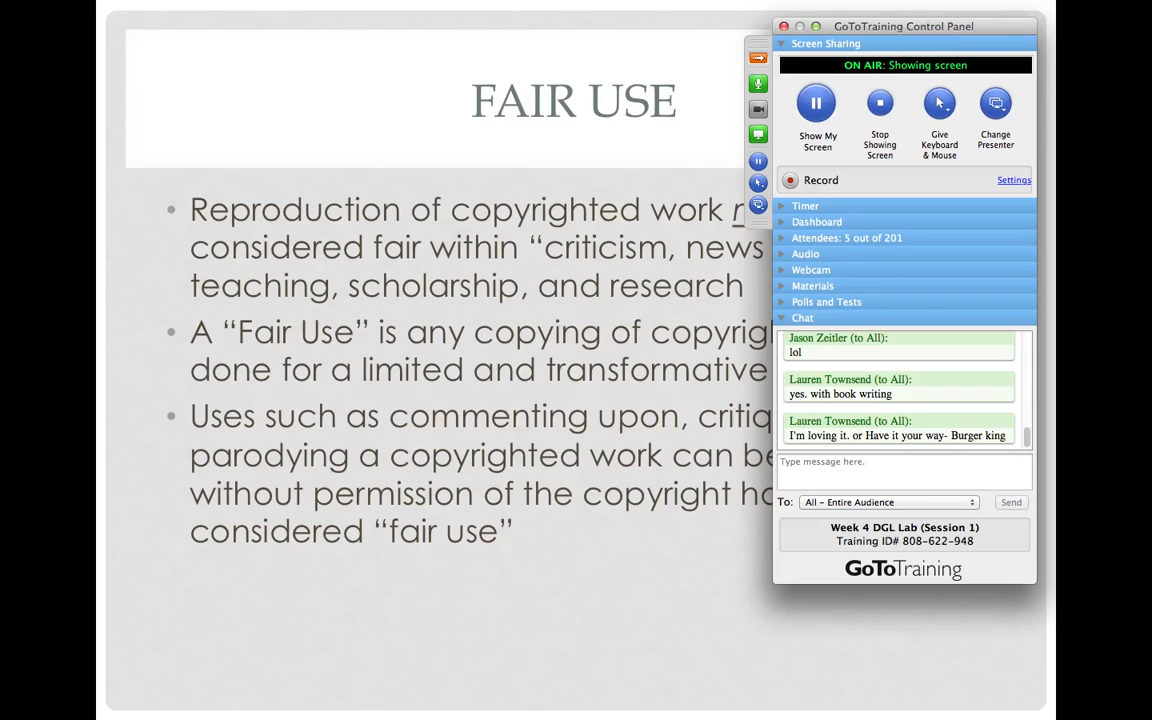 FAIR USE
Reproduction of copyrighted work
considered fair within “criticism, news
teaching, scholarship, and research
A “Fair Use” is any copying of
done for a limited and transformative
Uses such as commenting upon,
parodying a copyrighted work can
without permission of the copyright
considered “fair use”
GoToTraining Control Panel
Screen Sharing
ON AIR: Showing screen
Show My
Screen
Stop
Showing
Screen
Give
Keyboard
& Mouse
Change
Presenter
Record
Settings
Timer
Dashboard
Attendees: 5 out of 201
Audio
Webcam
Materials
Polls and Tests
Chat
Jason Zeitler (to All):
lol
Lauren Townsend (to All):
yes. with book writing
Lauren Townsend (to All):
I'm loving it. or Have it your way- Burger king
Type message here.
To: All - Entire Audience
Send
Week 4 DGL Lab (Session 1)
Training ID# 808-622-948
GoToTraining